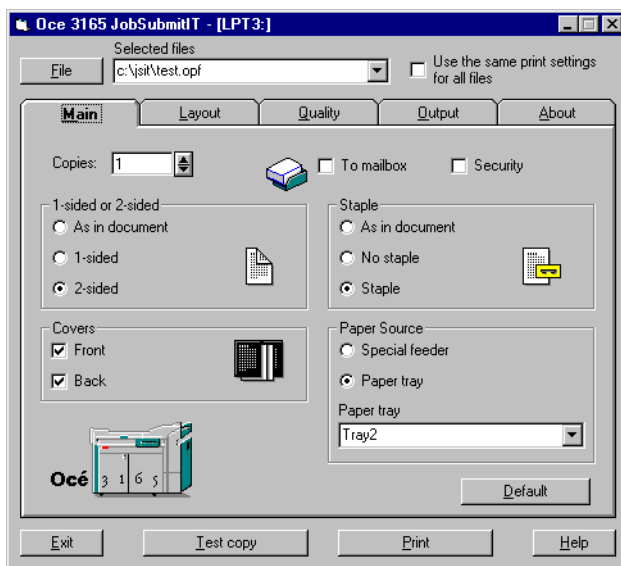 Oce 3165 JobSubmitIT - [LPT3:]
Selected files
File
c:\jsit\test.opf
Use the same print settings
for all files
Main
Layout
Quality
Output
About
Copies:
1
To mailbox
Security
1-sided or 2-sided
As in document
1-sided
2-sided
Staple
As in document
No staple
Staple
Covers
Front
Back
Paper Source
Special feeder
Paper tray
Paper tray
Tray2
Océ
3 1 6 5
Default
Exit
Test copy
Print
Help